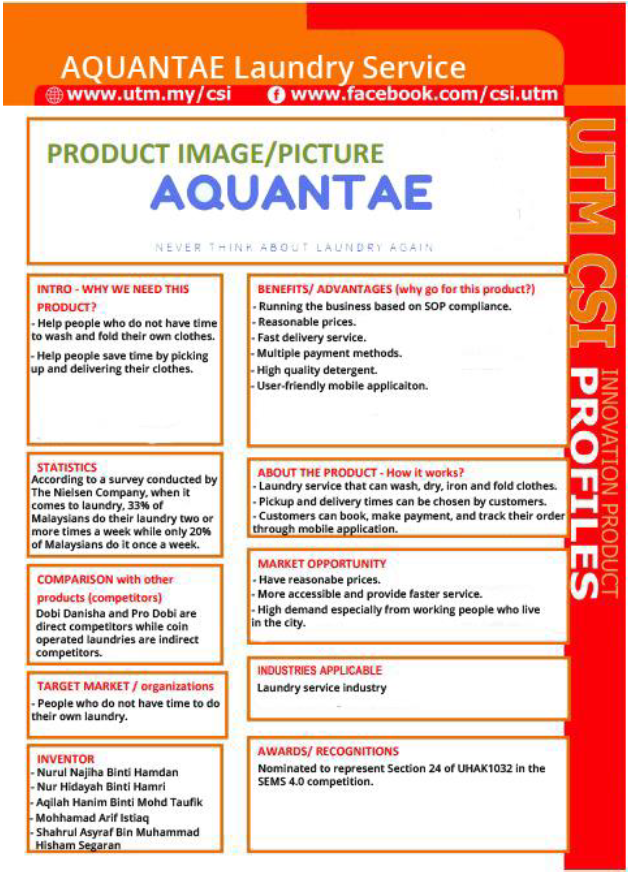 AQUANTAE Laundry Service
www.utm.my/csi
www.facebook.com/csi.utm
PRODUCT IMAGE/PICTURE
AQUANTAE
NEVER THINK ABOUT LAUNDRY AGAIN
INTRO - WHY WE NEED THIS
PRODUCT?
- Help people who do not have time
to wash and fold their own clothes.
- Help people save time by picking
up and delivering their clothes.
STATISTICS
According to a survey conducted by
The Nielsen Company, when it
comes to laundry, 33% of
Malaysians do their laundry two or
more times a week while only 20%
of Malaysians do it once a week.
COMPARISON with other
products (competitors)
Dobi Danisha and Pro Dobi are
direct competitors while coin
operated laundries are indirect
competitors.
TARGET MARKET / organizations
- People who do not have time to do
their own laundry.
INVENTOR
- Nurul Najiha Binti Hamdan
- Nur Hidayah Binti Hamri
- Aqilah Hanim Binti Mohd Taufik
- Mohhamad Arif Istiaq
- Shahrul Asyraf Bin Muhammad
Hisham Segaran
BENEFITS/ ADVANTAGES (why go for this product?)
- Running the business based on SOP compliance.
- Reasonable prices.
- Fast delivery service.
- Multiple payment methods.
- High quality detergent.
- User-friendly mobile applicaiton.
ABOUT THE PRODUCT - How it works?
- Laundry service that can wash, dry, iron and fold clothes.
- Pickup and delivery times can be chosen by customers.
- Customers can book, make payment, and track their order
through mobile application.
MARKET OPPORTUNITY
- Have reasonabe prices.
- More accessible and provide faster service.
- High demand especially from working people who live
in the city.
INDUSTRIES APPLICABLE
Laundry service industry
AWARDS/ RECOGNITIONS
Nominated to represent Section 24 of UHAK1032 in the
SEMS 4.0 competition.
UTM CSI
INNOVATION PRODUCT
PROFILES